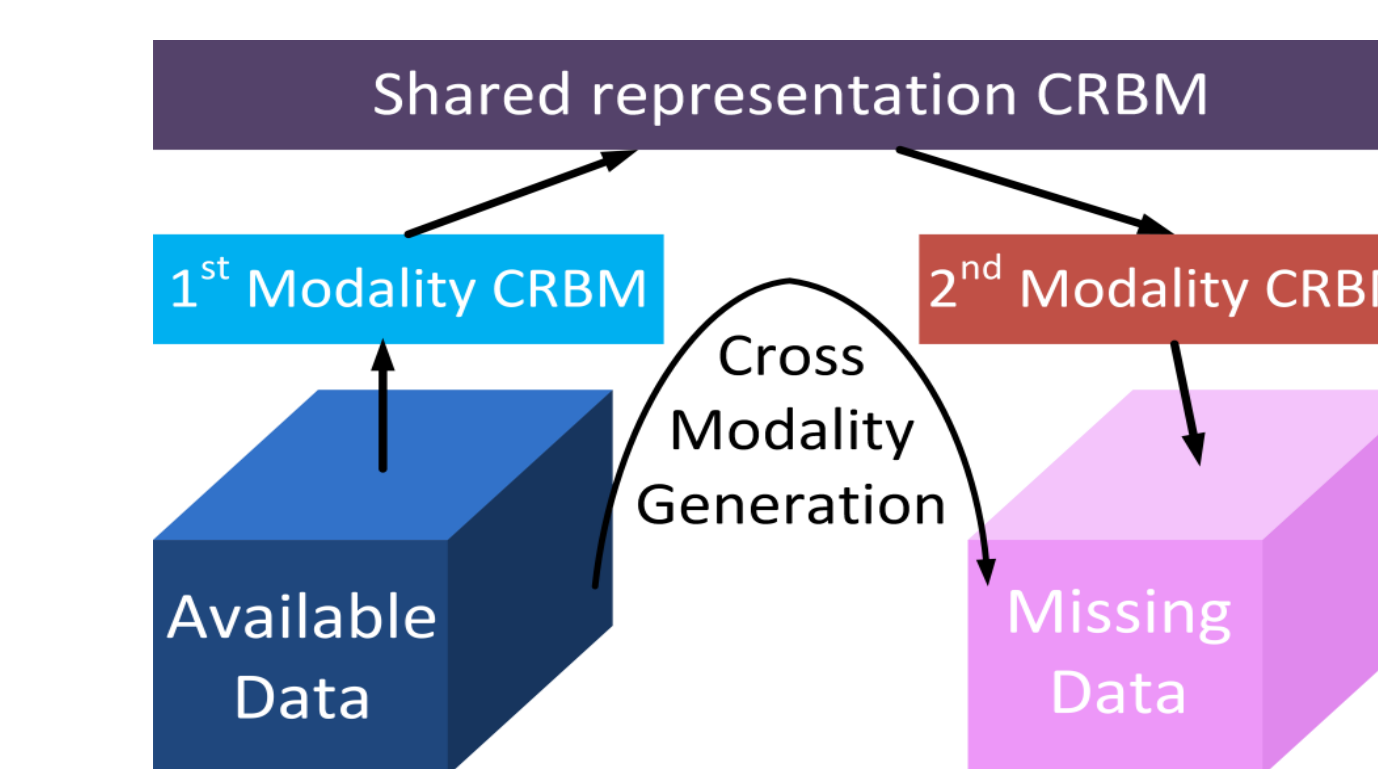 Shared representation CRBM
1st Modality CRBM
2nd Modality
Cross
Modality
Generation
Available
Data
Missing
Data